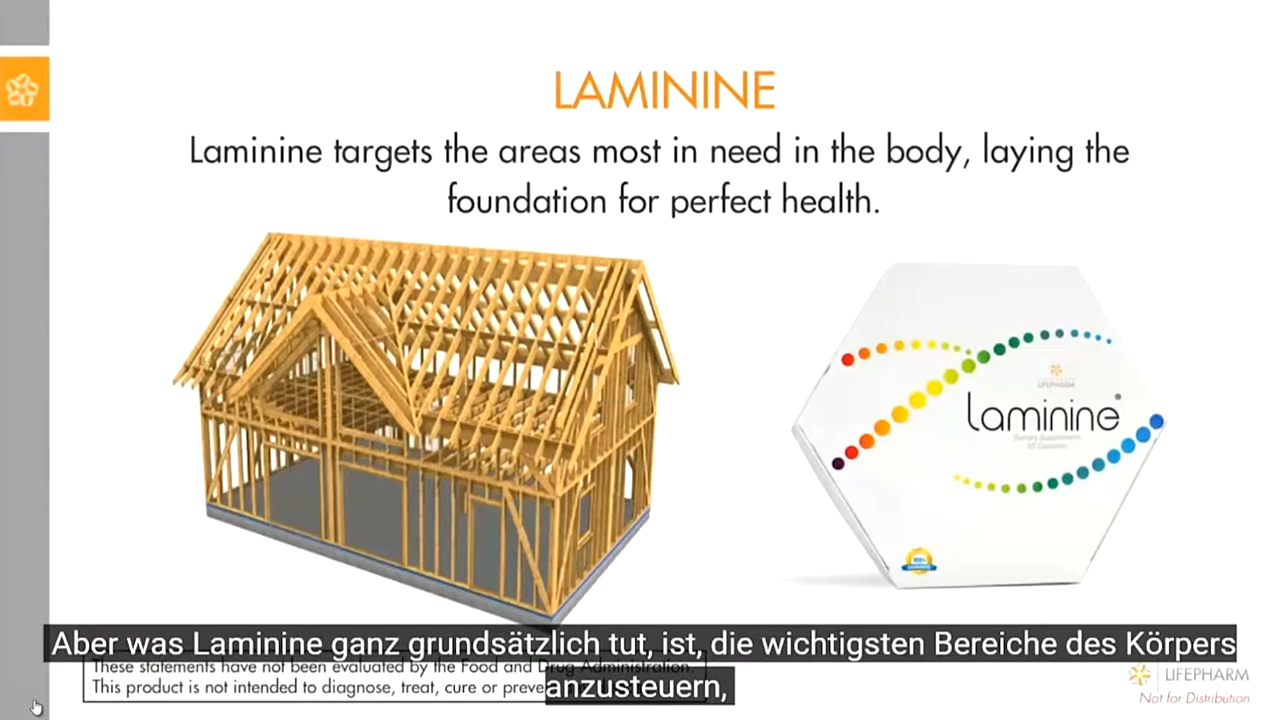 LAMININE
Laminine targets the areas most in need in the body, laying the
foundation for perfect health.
LIFEPHARM
laminine
Dietary Supplement
Aber was Laminine ganz grundsätzlich tut, ist, die wichtigsten Bereiche des Körpers
anzusteuern,
These statements have not been evaluated by the Food and Drug Administration.
This product is not intended to diagnose, treat, cure or preve
LIFEPHARM
Not for Distribution